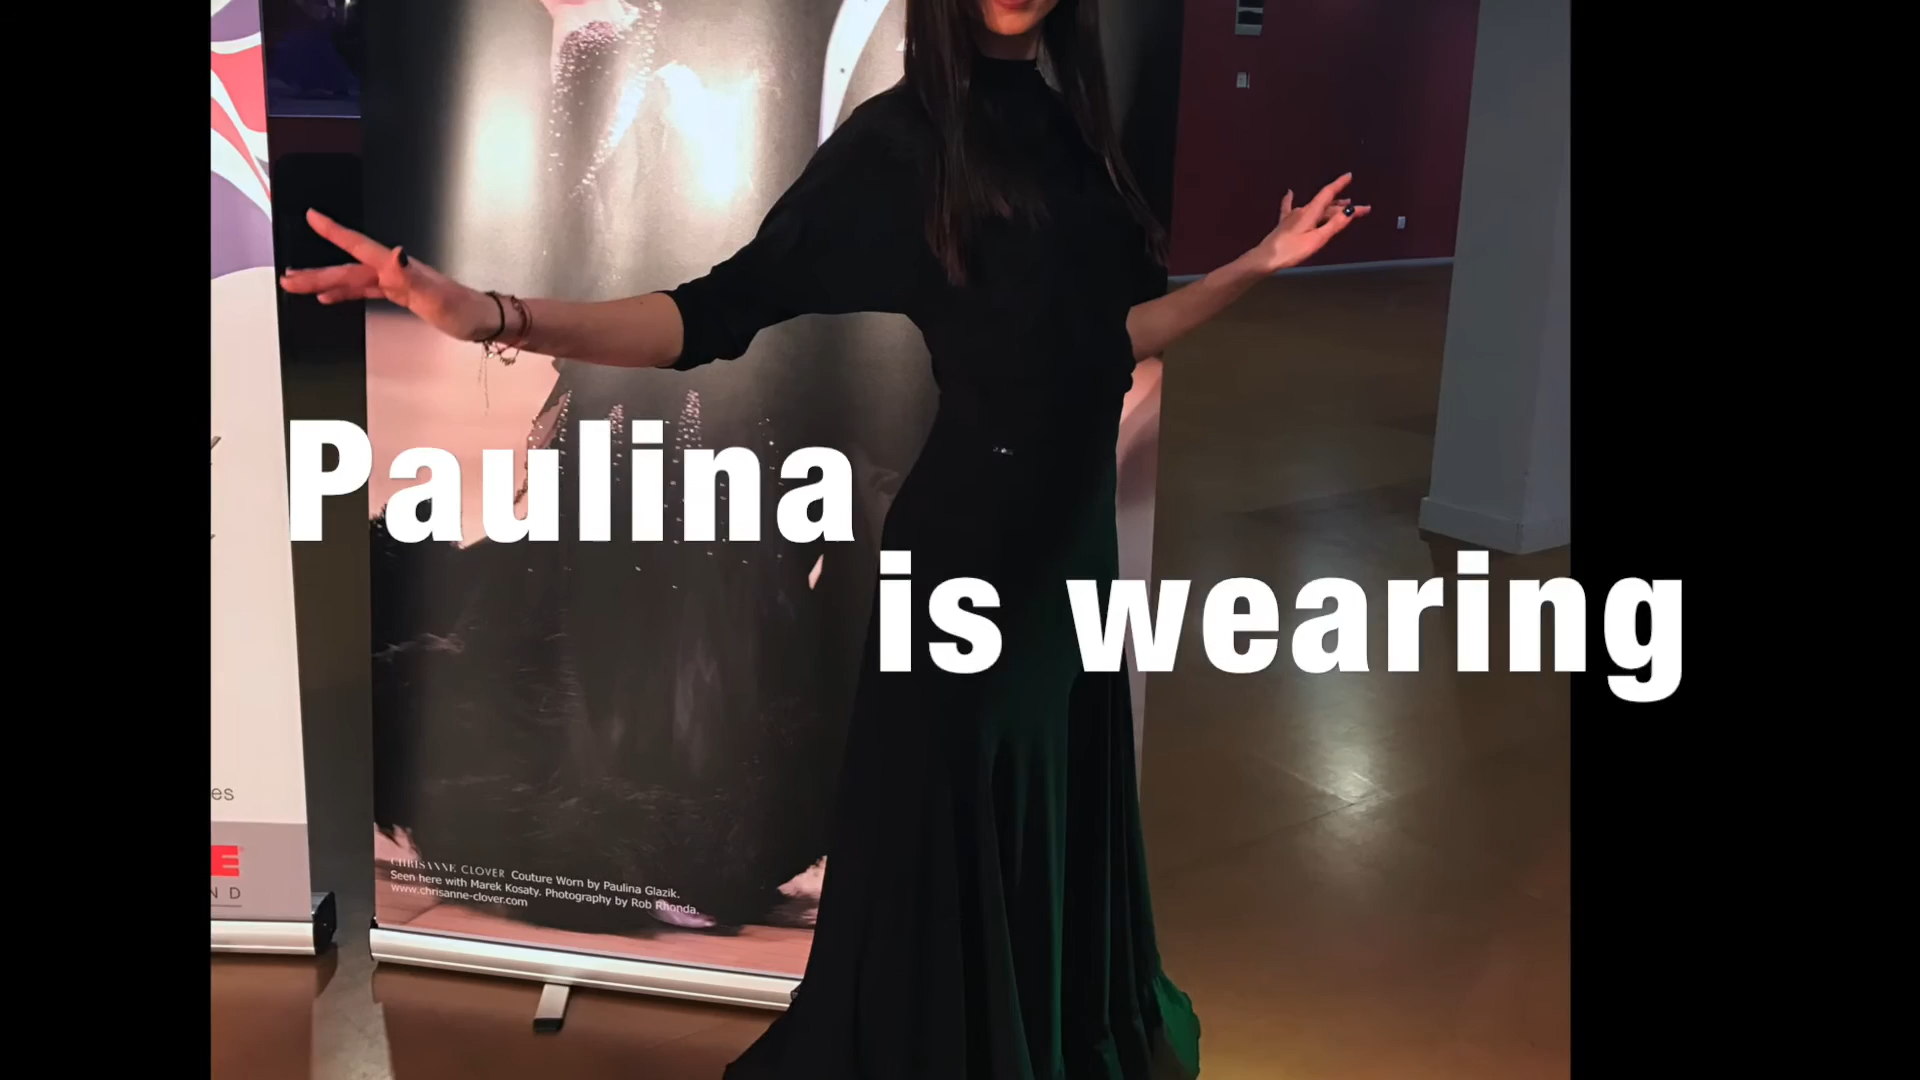 Paulina
is wearing
es
E
ND
CHRISANNE CLOVER Couture Worn by Paulina Glazik.
Seen here with Marek Kosaty. Photography by Rob Rhonda.
www.chrisanne-clover.com